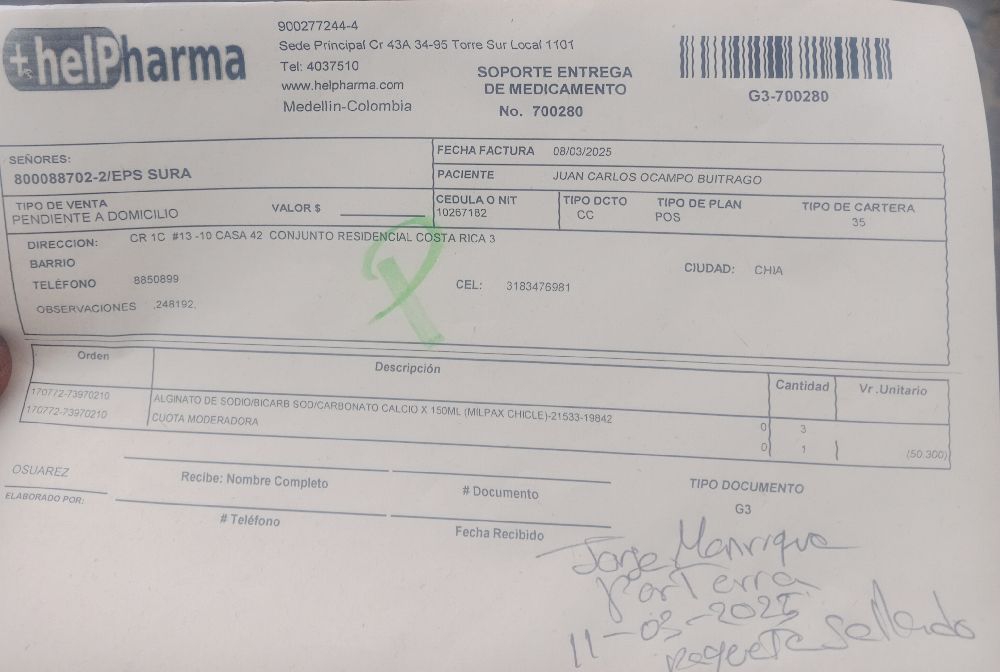 +helPharma
900277244-4
Sede Principal Cr 43A 34-95 Torre Sur Local 1101
Tel: 4037510
www.helpharma.com
Medellin-Colombia
SOPORTE ENTREGA
DE MEDICAMENTO
No. 700280
G3-700280
SEÑORES:
800088702-2/EPS SURA
FECHA FACTURA 08/03/2025
PACIENTE JUAN CARLOS OCAMPO BUITRAGO
TIPO DE VENTA
PENDIENTE A DOMICILIO
VALOR $
CEDULA O NIT
10267182
TIPO DCTO
CC
TIPO DE PLAN
POS
TIPO DE CARTERA
35
DIRECCION: CR 1C #13 -10 CASA 42 CONJUNTO RESIDENCIAL COSTA RICA 3
BARRIO
CIUDAD: CHIA
TELÉFONO 8850899
CEL: 3183476981
OBSERVACIONES ,248192,
P
Orden Descripción Cantidad Vr .Unitario
170772-73970210 ALGINATO DE SODIO/BICARB SOD/CARBONATO CALCIO X 150ML (MILPAX CHICLE)-21533-19842 0 3
170772-73970210 CUOTA MODERADORA 0 1 (50.300)
OSUAREZ
ELABORADO POR:
Recibe: Nombre Completo
# Documento
# Teléfono
Fecha Recibido
TIPO DOCUMENTO
G3
Jorge Manrique
Porteria
11-03-2025
paquete Sellado